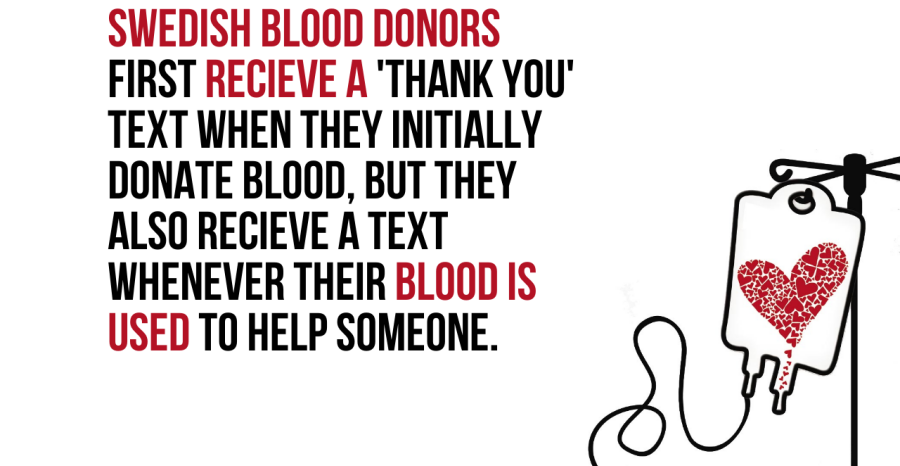 SWEDISH BLOOD DONORS
FIRST RECIEVE A 'THANK YOU'
TEXT WHEN THEY INITIALLY
DONATE BLOOD, BUT THEY
ALSO RECIEVE A TEXT
WHENEVER THEIR BLOOD IS
USED TO HELP SOMEONE.